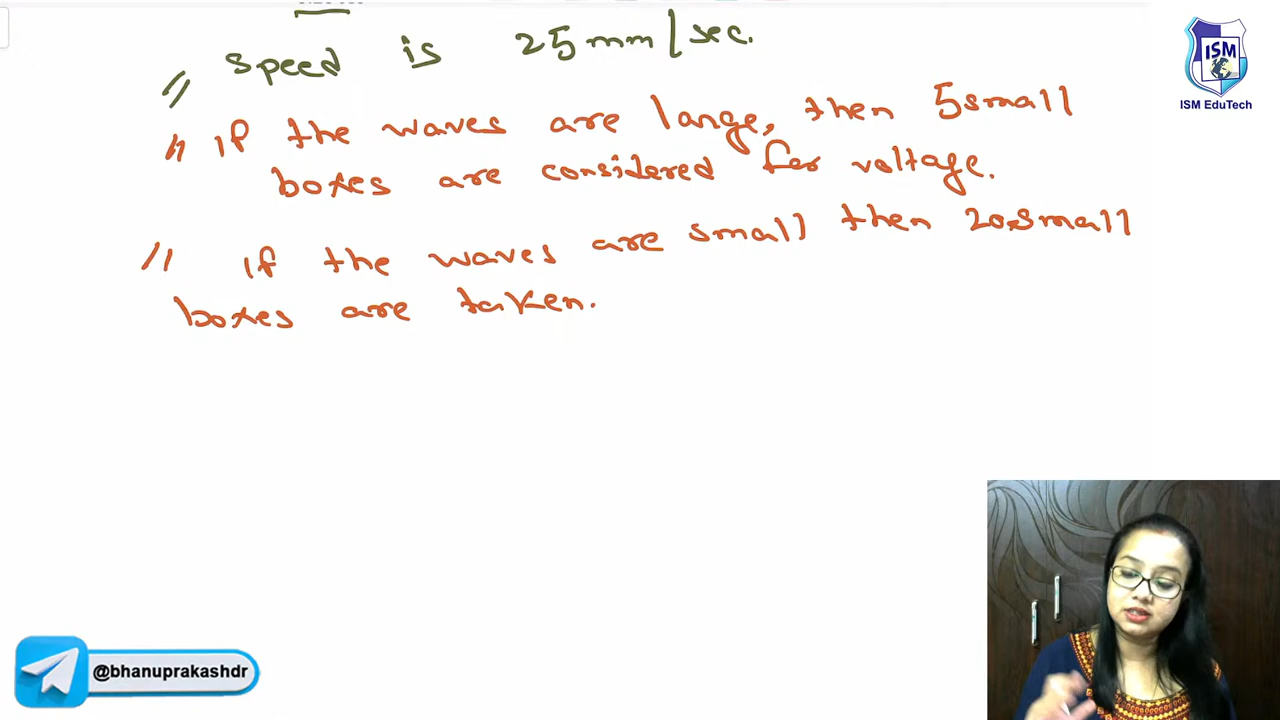 // speed is 25mm/sec.
// If the waves are large, then 5small
boxes are considered for voltage.
// If the waves are small then 20small
boxes are taken.
ISM
ISM EduTech
@bhanuprakashdr